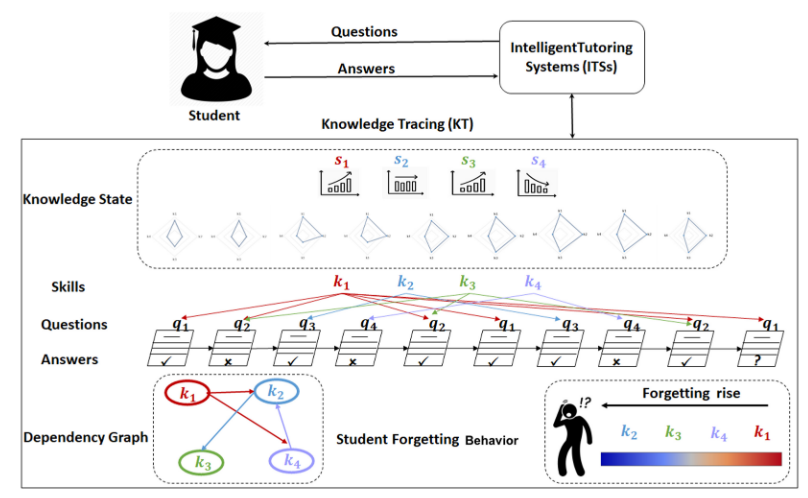 Questions
IntelligentTutoring
Systems (ITSs)
Answers
Student
Knowledge Tracing (KT)
s1 s2 s3 s4
Knowledge State
Skills k1 k2 k3 k4
Questions q1 q2 q3 q4 q2 q1 q3 q4 q2 q1
Answers ✓ × ✓ × ✓ ✓ ✓ × ✓ ?
k1 k2
Dependency Graph
k3 k4
Student Forgetting Behavior
!?
Forgetting rise
k2 k3 k4 k1